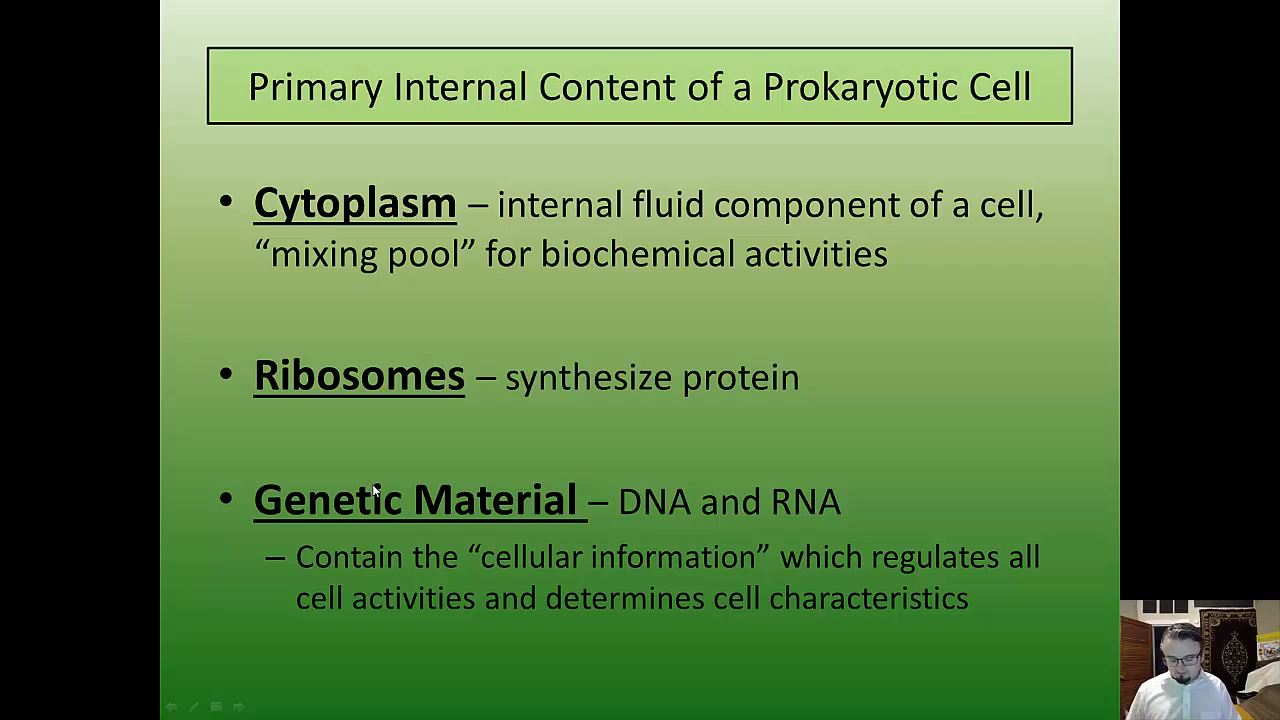 Primary Internal Content of a Prokaryotic Cell
• Cytoplasm – internal fluid component of a cell,
“mixing pool” for biochemical activities
• Ribosomes – synthesize protein
• Genetic Material – DNA and RNA
– Contain the “cellular information” which regulates all
cell activities and determines cell characteristics